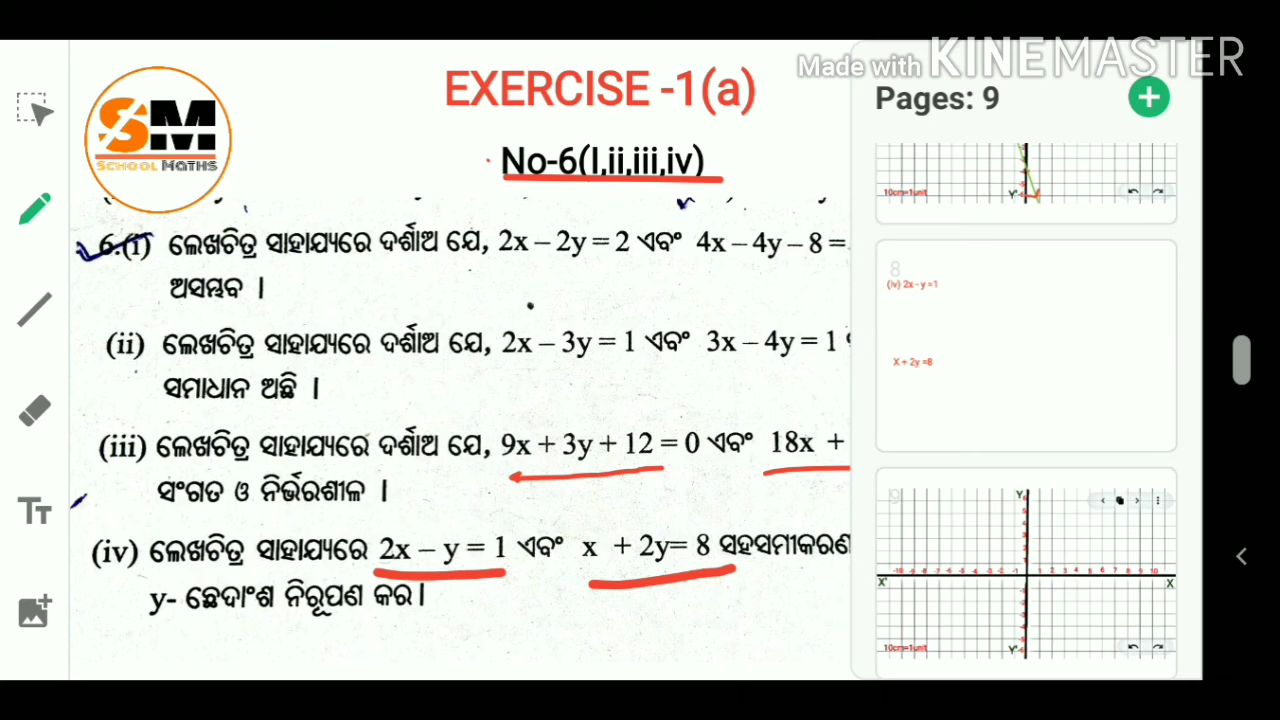 Made with KINEMASTER
EXERCISE -1(a)
Pages: 9
SM
SCHOOL MATHS
No-6(I,ii,iii,iv)
6.(i) ଲେଖଚିତ୍ର ସାହାଯ୍ୟରେ ଦର୍ଶାଅ ଯେ, 2x – 2y = 2 ଏବଂ 4x – 4y – 8 =
ଅସମ୍ଭବ ।
(ii) ଲେଖଚିତ୍ର ସାହାଯ୍ୟରେ ଦର୍ଶାଅ ଯେ, 2x – 3y = 1 ଏବଂ 3x – 4y = 1
ସମାଧାନ ଅଛି ।
(iii) ଲେଖଚିତ୍ର ସାହାଯ୍ୟରେ ଦର୍ଶାଅ ଯେ, 9x + 3y + 12 = 0 ଏବଂ 18x +
ସଂଗତ ଓ ନିର୍ଭରଶୀଳ ।
(iv) ଲେଖଚିତ୍ର ସାହାଯ୍ୟରେ 2x – y = 1 ଏବଂ x + 2y= 8 ସହସମୀକରଣ
y- ଛେଦାଂଶ ନିରୂପଣ କର।
10cm=1unit
Y'
8
(iv) 2x - y =1
X + 2y =8
9
Y
X'
X
10cm=1unit
Y'